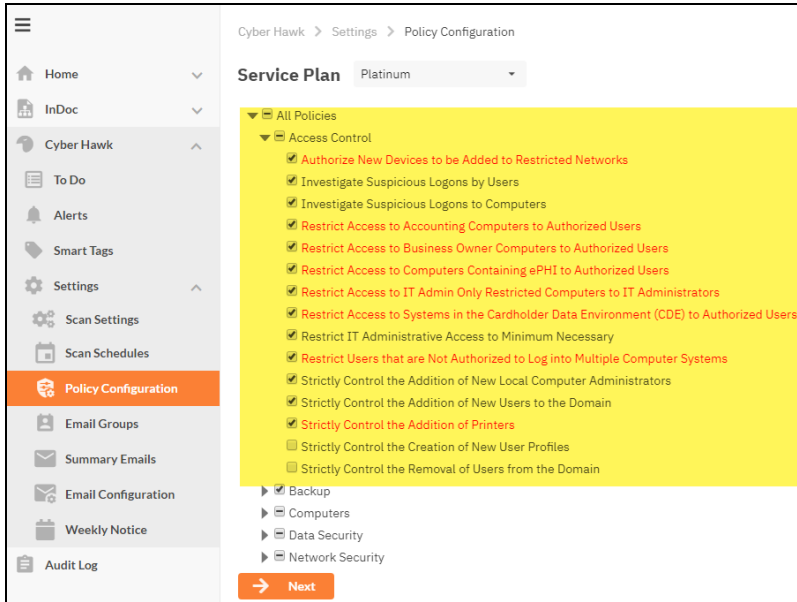 Cyber Hawk > Settings > Policy Configuration
Home
InDoc
Cyber Hawk
To Do
Alerts
Smart Tags
Settings
Scan Settings
Scan Schedules
Policy Configuration
Email Groups
Summary Emails
Email Configuration
Weekly Notice
Audit Log
Service Plan Platinum
All Policies
Access Control
Authorize New Devices to be Added to Restricted Networks
Investigate Suspicious Logons by Users
Investigate Suspicious Logons to Computers
Restrict Access to Accounting Computers to Authorized Users
Restrict Access to Business Owner Computers to Authorized Users
Restrict Access to Computers Containing ePHI to Authorized Users
Restrict Access to IT Admin Only Restricted Computers to IT Administrators
Restrict Access to Systems in the Cardholder Data Environment (CDE) to Authorized Users
Restrict IT Administrative Access to Minimum Necessary
Restrict Users that are Not Authorized to Log into Multiple Computer Systems
Strictly Control the Addition of New Local Computer Administrators
Strictly Control the Addition of New Users to the Domain
Strictly Control the Addition of Printers
Strictly Control the Creation of New User Profiles
Strictly Control the Removal of Users from the Domain
Backup
Computers
Data Security
Network Security
Next